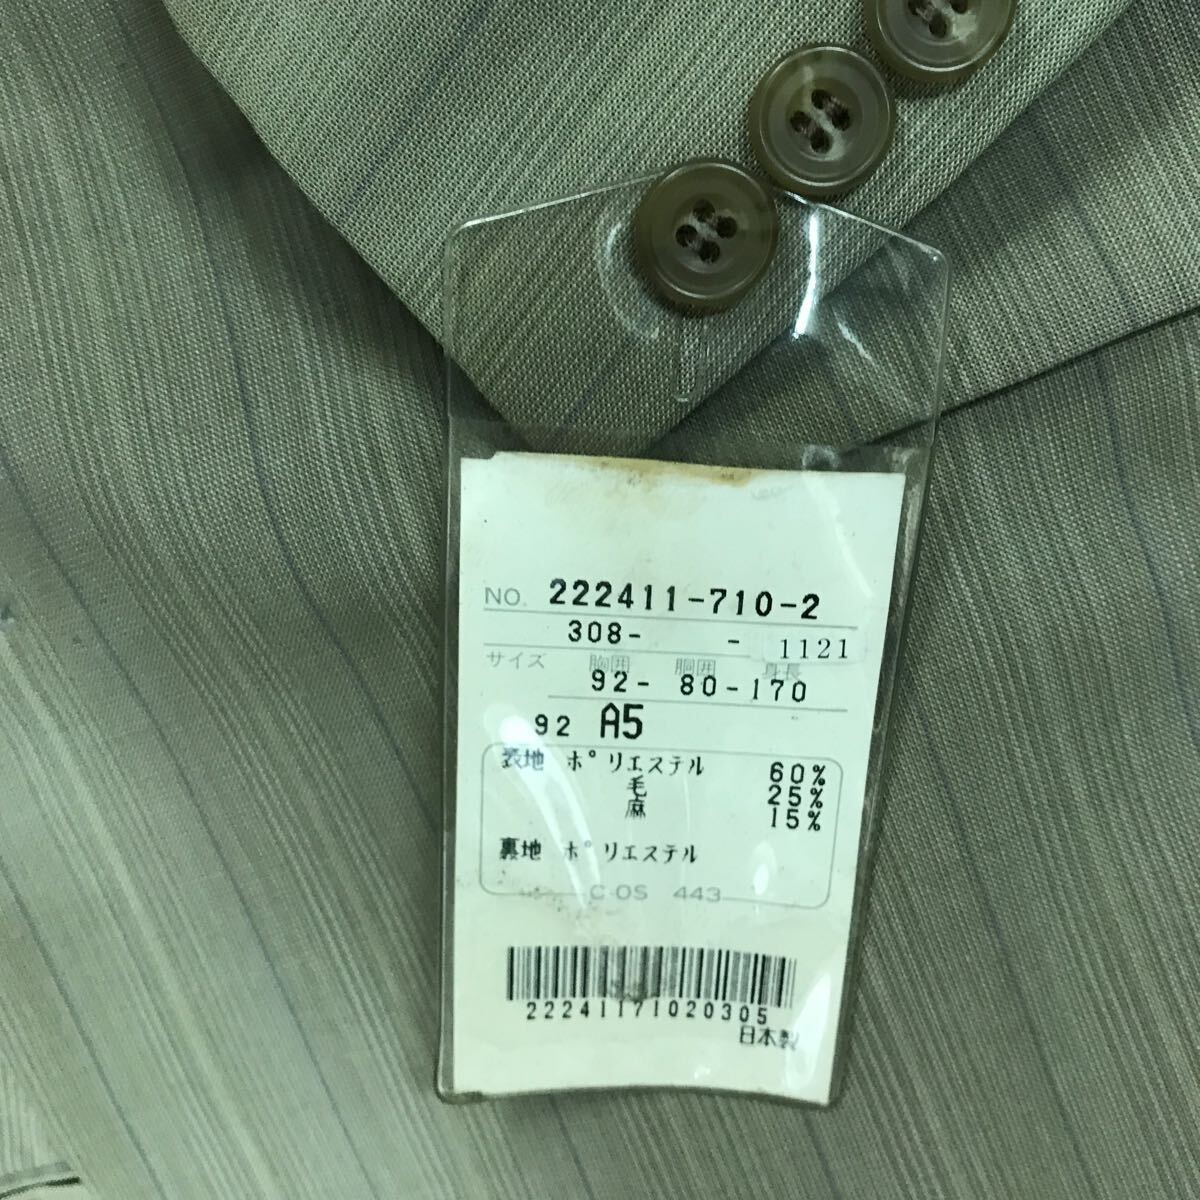 NO. 222411-710-2
308- - 1121
サイズ 胸囲 胴囲 身長
92- 80-170
92 A5
表地 ポリエステル 60%
毛 25%
麻 15%
裏地 ポリエステル
C-OS 443
22241171020305
日本製